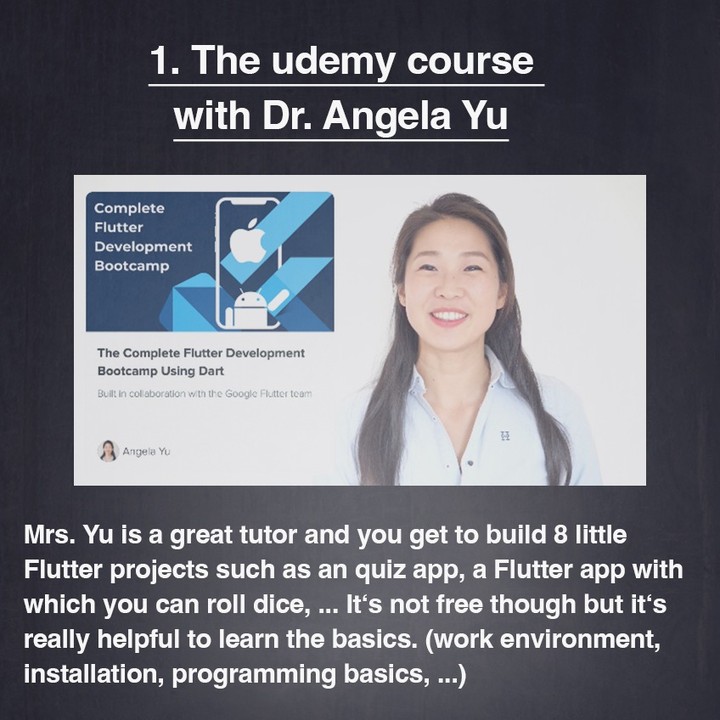 1. The udemy course
with Dr. Angela Yu
Complete
Flutter
Development
Bootcamp
The Complete Flutter Development
Bootcamp Using Dart
Built in collaboration with the Google Flutter team
Angela Yu
Mrs. Yu is a great tutor and you get to build 8 little
Flutter projects such as an quiz app, a Flutter app with
which you can roll dice, ... It‘s not free though but it‘s
really helpful to learn the basics. (work environment,
installation, programming basics, ...)